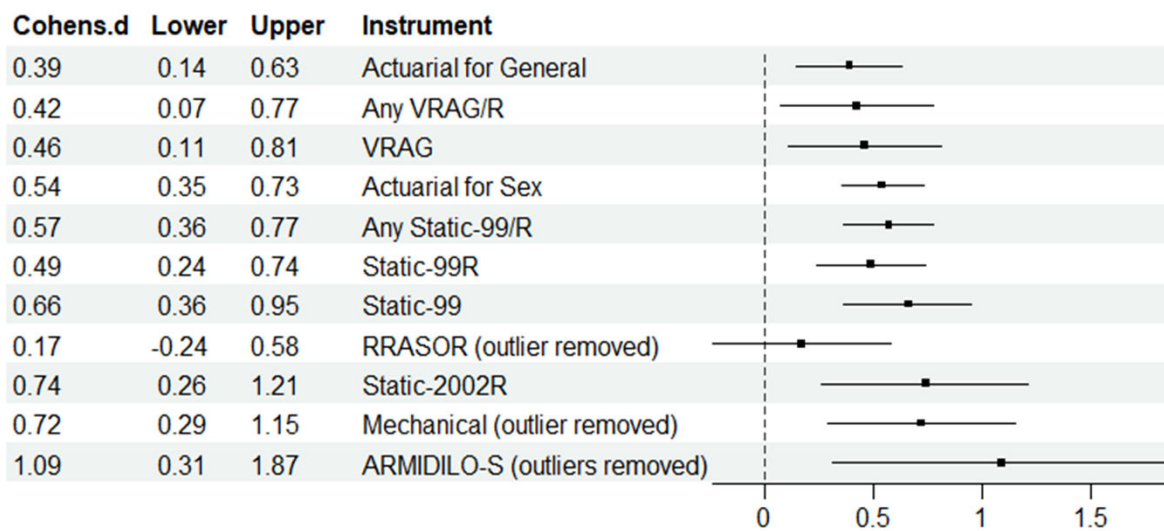 Cohens.d Lower Upper Instrument
0.39 0.14 0.63 Actuarial for General
0.42 0.07 0.77 Any VRAG/R
0.46 0.11 0.81 VRAG
0.54 0.35 0.73 Actuarial for Sex
0.57 0.36 0.77 Any Static-99/R
0.49 0.24 0.74 Static-99R
0.66 0.36 0.95 Static-99
0.17 -0.24 0.58 RRASOR (outlier removed)
0.74 0.26 1.21 Static-2002R
0.72 0.29 1.15 Mechanical (outlier removed)
1.09 0.31 1.87 ARMIDILO-S (outliers removed)
0 0.5 1 1.5